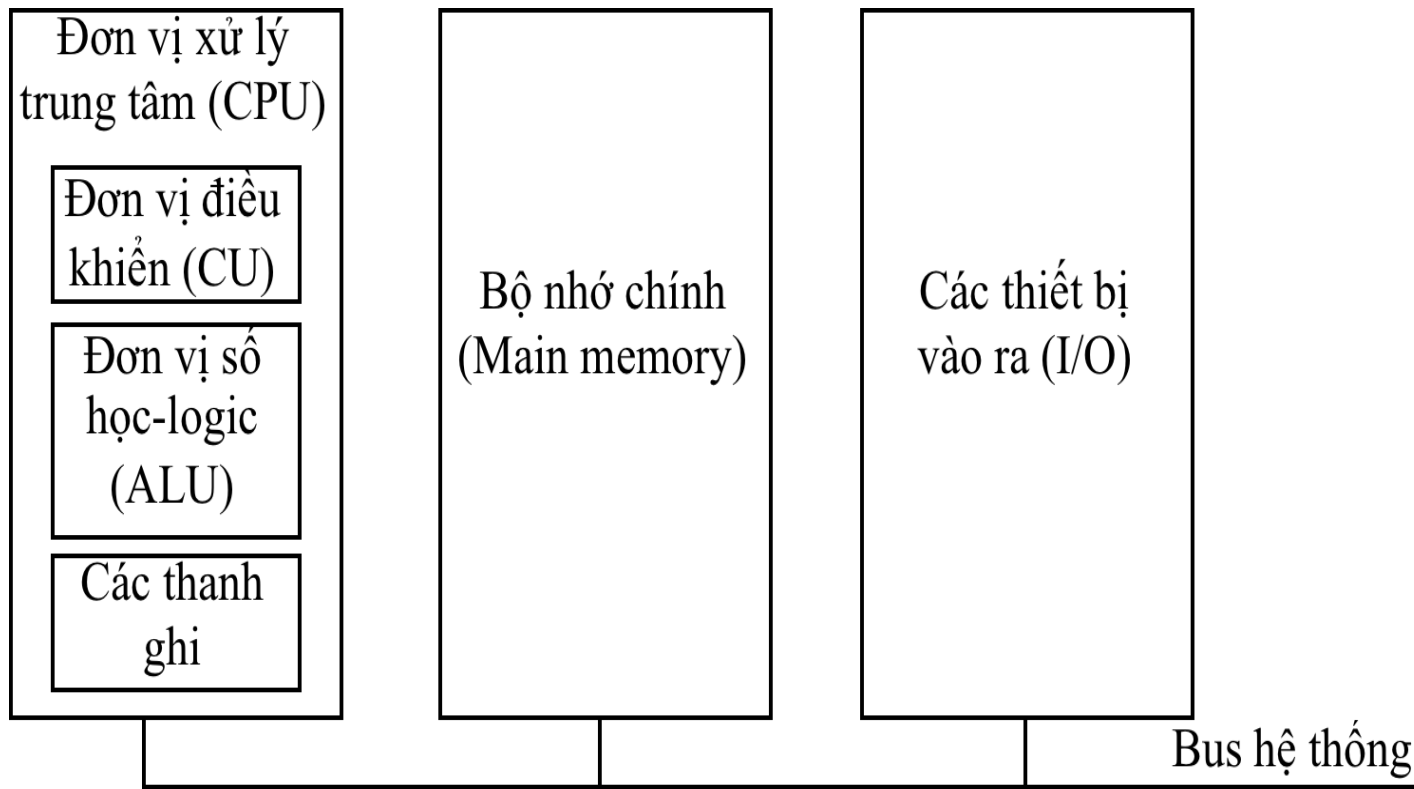 Đơn vị xử lý
trung tâm (CPU)
Đơn vị điều
khiển (CU)
Đơn vị số
học-logic
(ALU)
Các thanh
ghi
Bộ nhớ chính
(Main memory)
Các thiết bị
vào ra (I/O)
Bus hệ thống